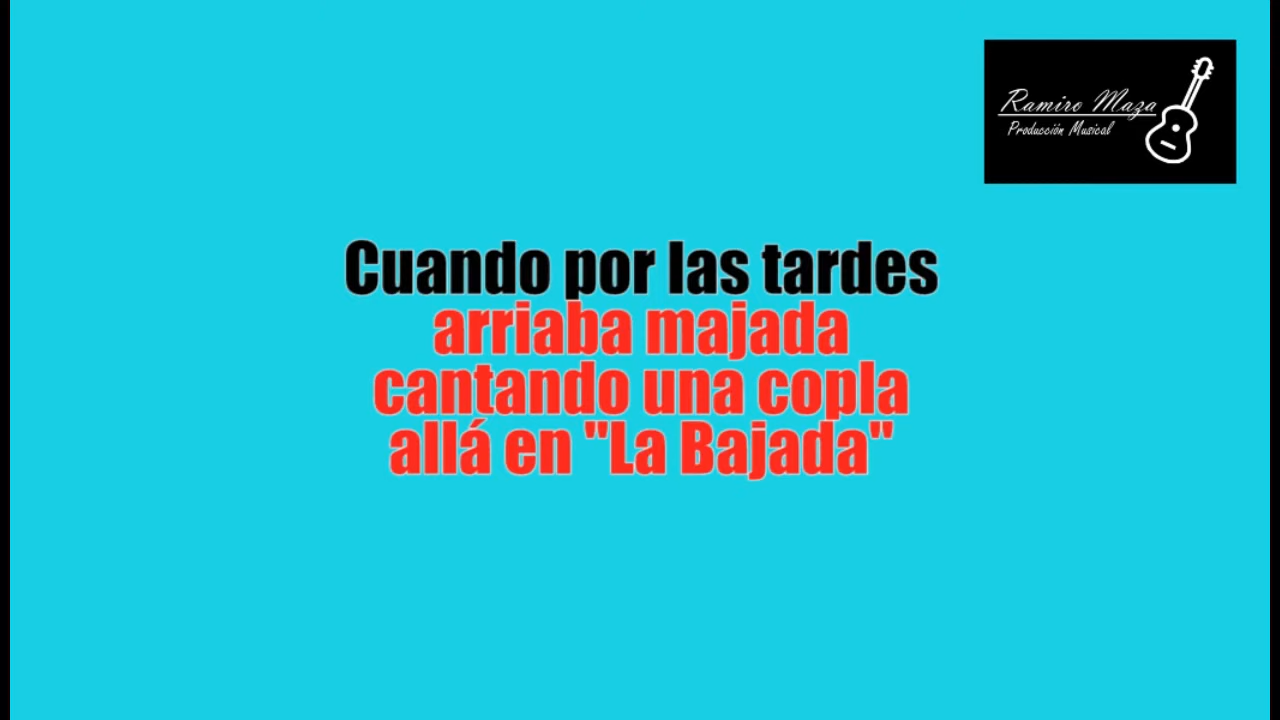 Ramiro Maza
Producción Musical
Cuando por las tardes
arriaba majada
cantando una copla
allá en "La Bajada"